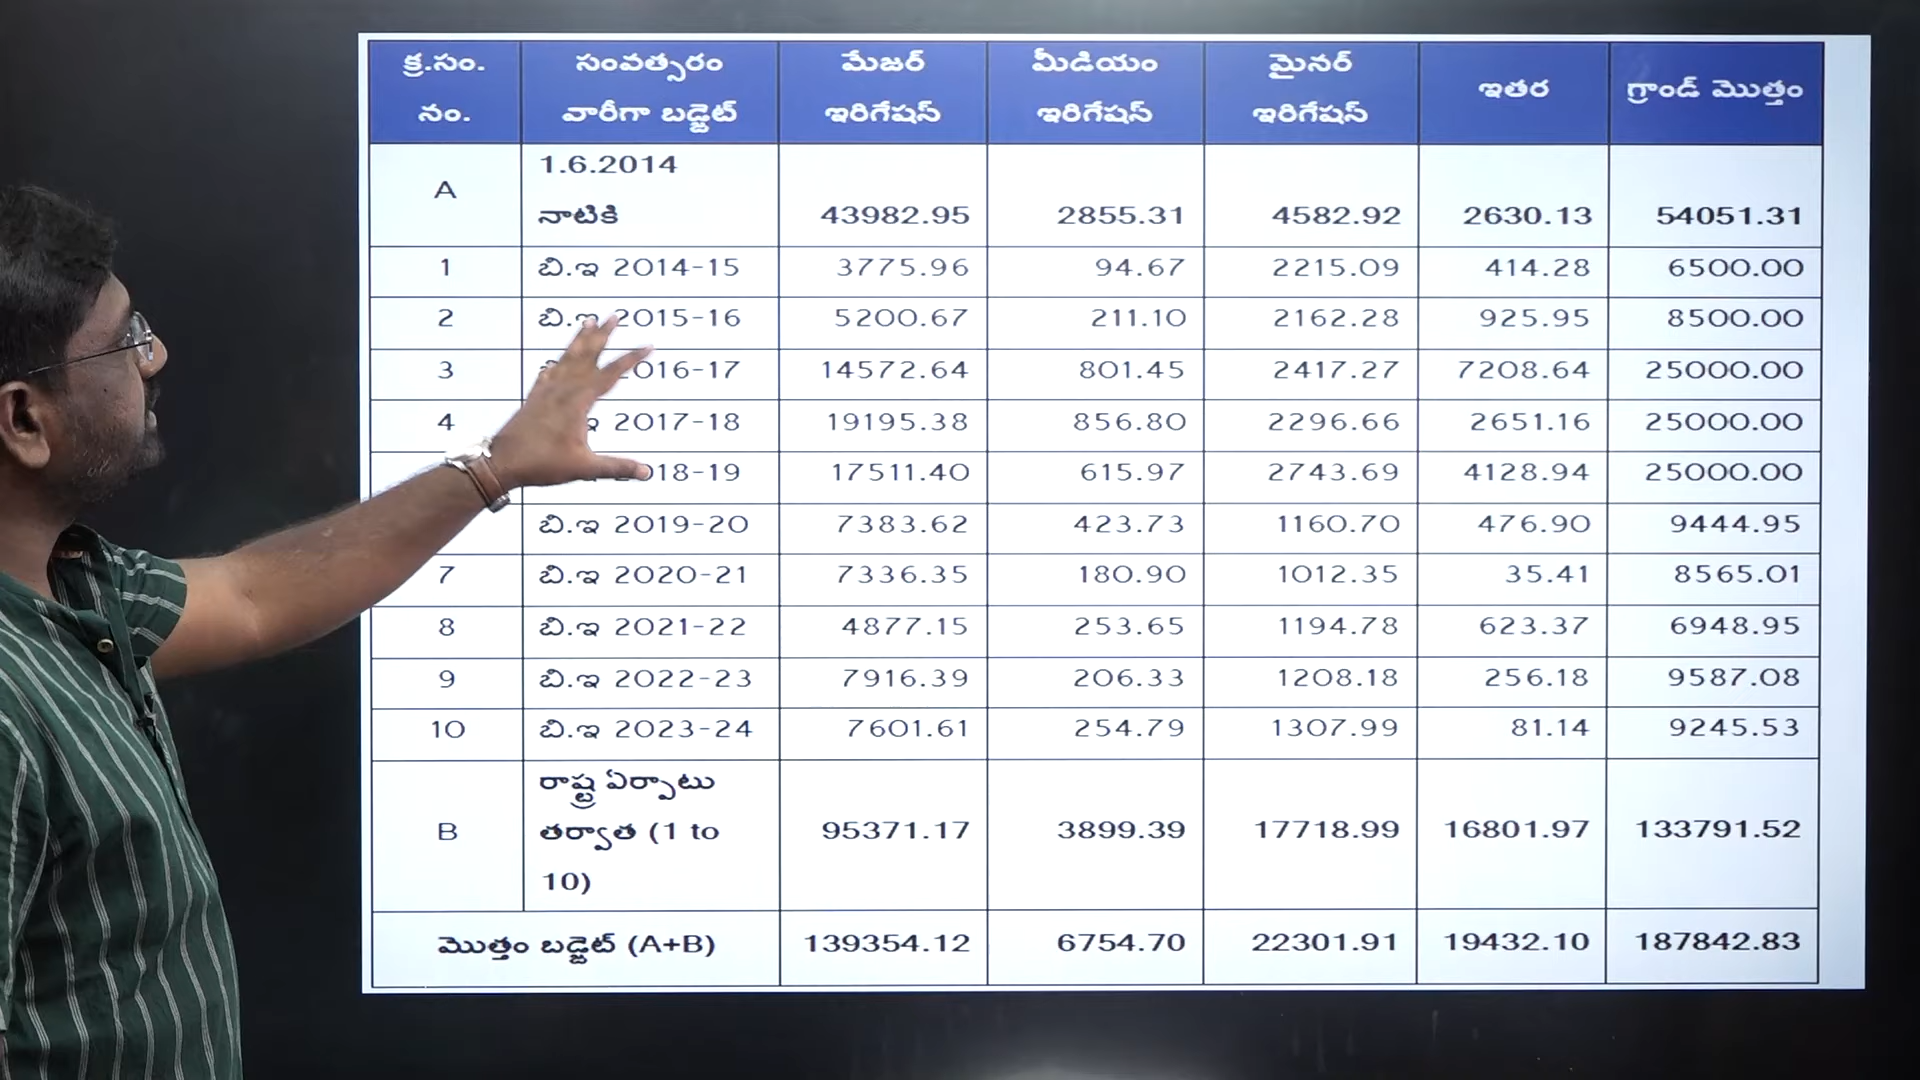 క్ర.సం. నం. సంవత్సరం వారీగా బడ్జెట్ మేజర్ ఇరిగేషన్ మీడియం ఇరిగేషన్ మైనర్ ఇరిగేషన్ ఇతర గ్రాండ్ మొత్తం
A 1.6.2014 నాటికి 43982.95 2855.31 4582.92 2630.13 54051.31
1 బి.ఇ 2014-15 3775.96 94.67 2215.09 414.28 6500.00
2 బి.ఇ 2015-16 5200.67 211.10 2162.28 925.95 8500.00
3 2016-17 14572.64 801.45 2417.27 7208.64 25000.00
4 2017-18 19195.38 856.80 2296.66 2651.16 25000.00
2018-19 17511.40 615.97 2743.69 4128.94 25000.00
బి.ఇ 2019-20 7383.62 423.73 1160.70 476.90 9444.95
7 బి.ఇ 2020-21 7336.35 180.90 1012.35 35.41 8565.01
8 బి.ఇ 2021-22 4877.15 253.65 1194.78 623.37 6948.95
9 బి.ఇ 2022-23 7916.39 206.33 1208.18 256.18 9587.08
10 బి.ఇ 2023-24 7601.61 254.79 1307.99 81.14 9245.53
B రాష్ట్ర ఏర్పాటు తర్వాత (1 to 10) 95371.17 3899.39 17718.99 16801.97 133791.52
మొత్తం బడ్జెట్ (A+B) 139354.12 6754.70 22301.91 19432.10 187842.83